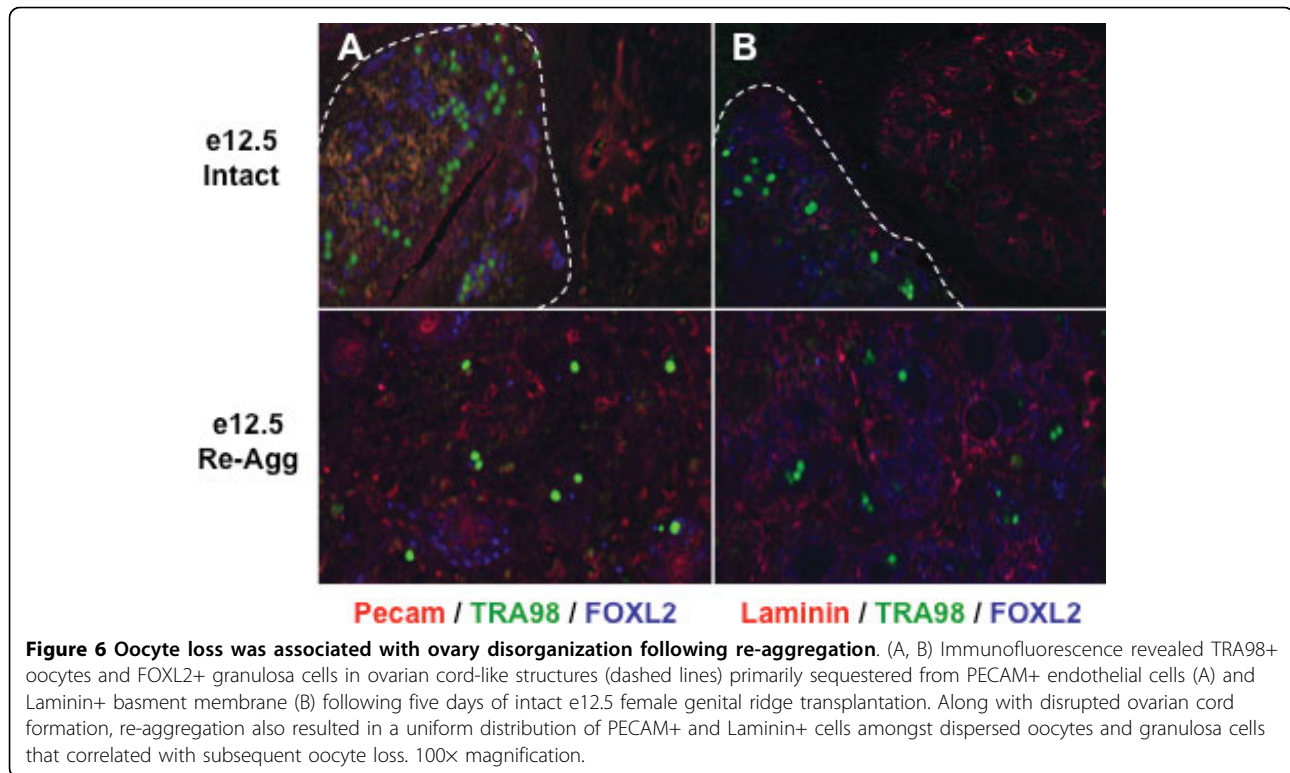 A
B
e12.5
Intact
e12.5
Re-Agg
Pecam / TRA98 / FOXL2
Laminin / TRA98 / FOXL2
Figure 6 Oocyte loss was associated with ovary disorganization following re-aggregation. (A, B) Immunofluorescence revealed TRA98+
oocytes and FOXL2+ granulosa cells in ovarian cord-like structures (dashed lines) primarily sequestered from PECAM+ endothelial cells (A) and
Laminin+ basment membrane (B) following five days of intact e12.5 female genital ridge transplantation. Along with disrupted ovarian cord
formation, re-aggregation also resulted in a uniform distribution of PECAM+ and Laminin+ cells amongst dispersed oocytes and granulosa cells
that correlated with subsequent oocyte loss. 100× magnification.